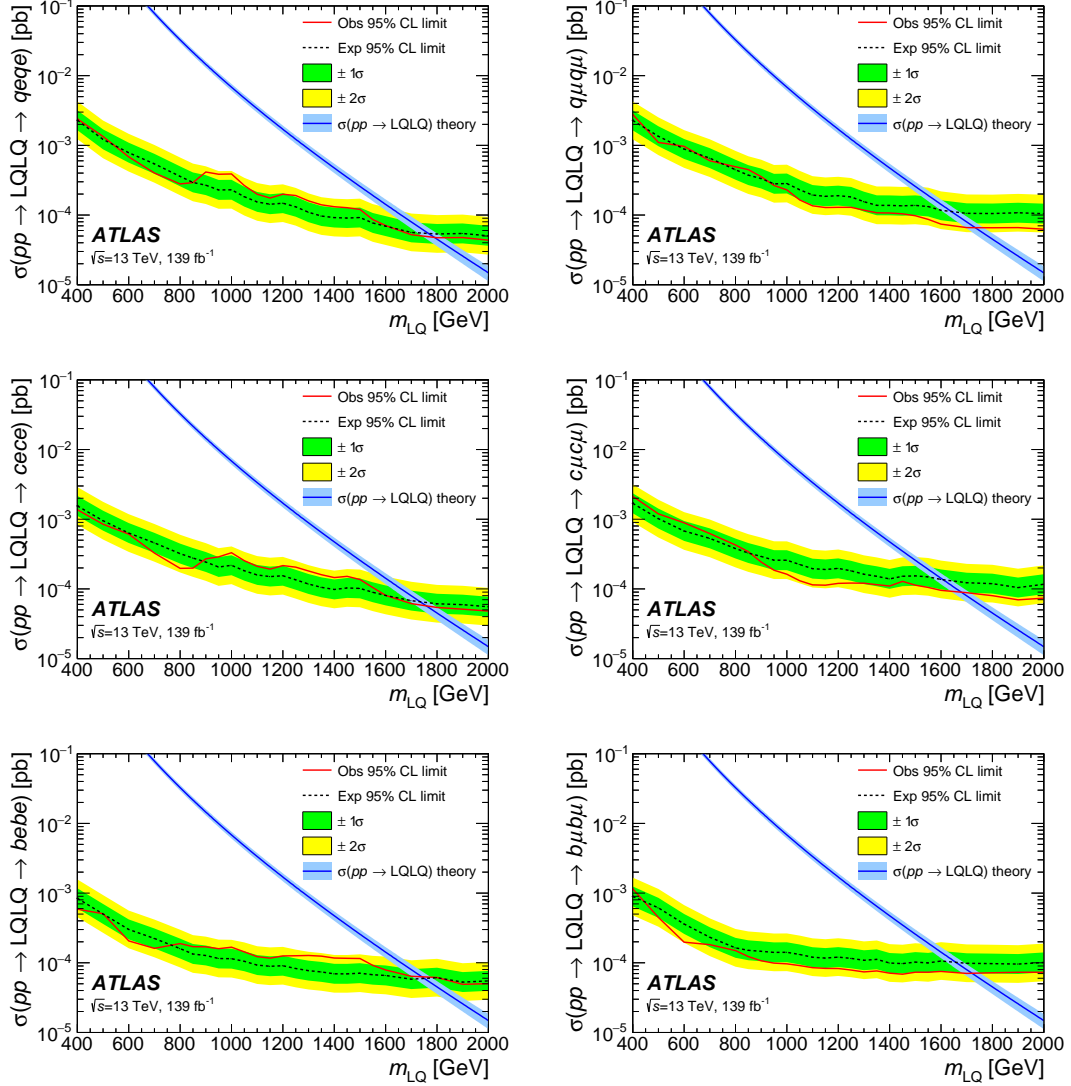 σ(pp → LQLQ → qeqe) [pb]
10⁻¹
10⁻²
10⁻³
10⁻⁴
10⁻⁵
Obs 95% CL limit
Exp 95% CL limit
± 1σ
± 2σ
σ(pp → LQLQ) theory
ATLAS
√s=13 TeV, 139 fb⁻¹
400 600 800 1000 1200 1400 1600 1800 2000
m_LQ [GeV]
σ(pp → LQLQ → qμqμ) [pb]
10⁻¹
10⁻²
10⁻³
10⁻⁴
10⁻⁵
Obs 95% CL limit
Exp 95% CL limit
± 1σ
± 2σ
σ(pp → LQLQ) theory
ATLAS
√s=13 TeV, 139 fb⁻¹
400 600 800 1000 1200 1400 1600 1800 2000
m_LQ [GeV]
σ(pp → LQLQ → cece) [pb]
10⁻¹
10⁻²
10⁻³
10⁻⁴
10⁻⁵
Obs 95% CL limit
Exp 95% CL limit
± 1σ
± 2σ
σ(pp → LQLQ) theory
ATLAS
√s=13 TeV, 139 fb⁻¹
400 600 800 1000 1200 1400 1600 1800 2000
m_LQ [GeV]
σ(pp → LQLQ → cμcμ) [pb]
10⁻¹
10⁻²
10⁻³
10⁻⁴
10⁻⁵
Obs 95% CL limit
Exp 95% CL limit
± 1σ
± 2σ
σ(pp → LQLQ) theory
ATLAS
√s=13 TeV, 139 fb⁻¹
400 600 800 1000 1200 1400 1600 1800 2000
m_LQ [GeV]
σ(pp → LQLQ → bebe) [pb]
10⁻¹
10⁻²
10⁻³
10⁻⁴
10⁻⁵
Obs 95% CL limit
Exp 95% CL limit
± 1σ
± 2σ
σ(pp → LQLQ) theory
ATLAS
√s=13 TeV, 139 fb⁻¹
400 600 800 1000 1200 1400 1600 1800 2000
m_LQ [GeV]
σ(pp → LQLQ → bμbμ) [pb]
10⁻¹
10⁻²
10⁻³
10⁻⁴
10⁻⁵
Obs 95% CL limit
Exp 95% CL limit
± 1σ
± 2σ
σ(pp → LQLQ) theory
ATLAS
√s=13 TeV, 139 fb⁻¹
400 600 800 1000 1200 1400 1600 1800 2000
m_LQ [GeV]